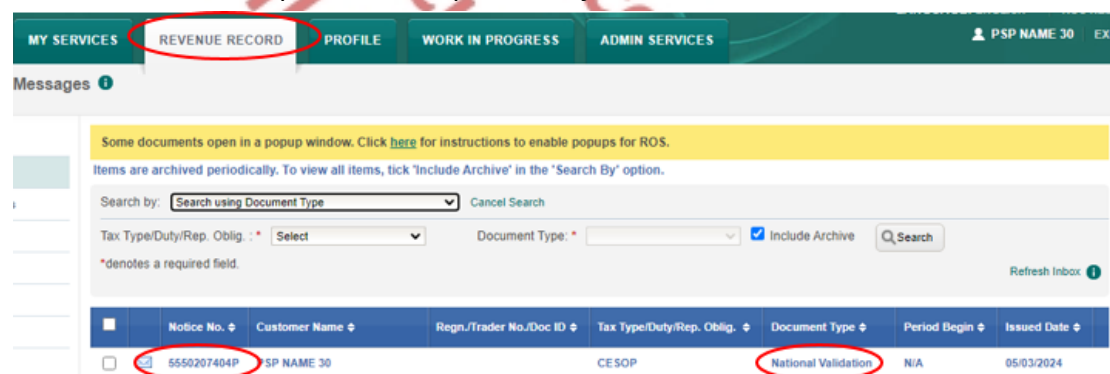 MY SERVICES REVENUE RECORD PROFILE WORK IN PROGRESS ADMIN SERVICES PSP NAME 30 EX
Messages
Some documents open in a popup window. Click here for instructions to enable popups for ROS.
Items are archived periodically. To view all items, tick 'Include Archive' in the 'Search By' option.
Search by: Search using Document Type Cancel Search
Tax Type/Duty/Rep. Oblig. : * Select Document Type: * Include Archive Search
*denotes a required field.
Refresh Inbox
Notice No. Customer Name Regn./Trader No./Doc ID Tax Type/Duty/Rep. Oblig. Document Type Period Begin Issued Date
5550207404P PSP NAME 30 CESOP National Validation N/A 05/03/2024